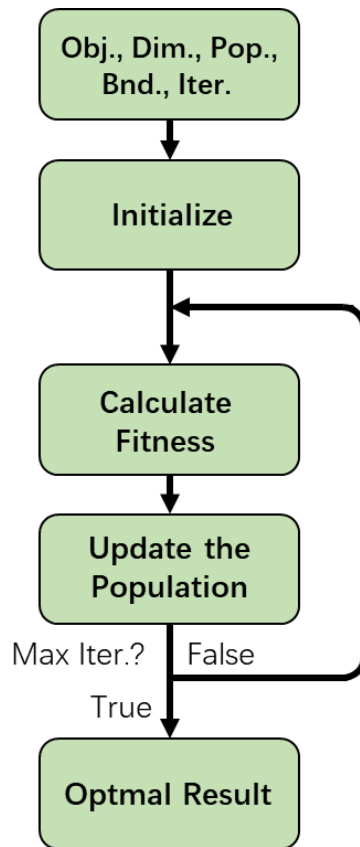 Obj., Dim., Pop.,
Bnd., Iter.
Initialize
Calculate
Fitness
Update the
Population
Max Iter.? False
True
Optmal Result